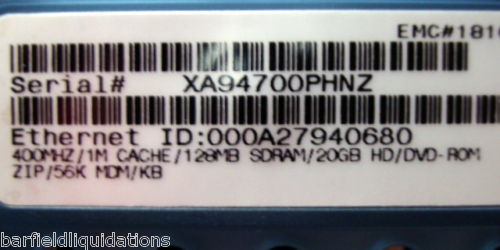 EMC#1810
Serial# XA94700PHNZ
Ethernet ID:000A27940680
400MHZ/1M CACHE/128MB SDRAM/20GB HD/DVD-ROM
ZIP/56K MDM/KB
barfieldliquidations